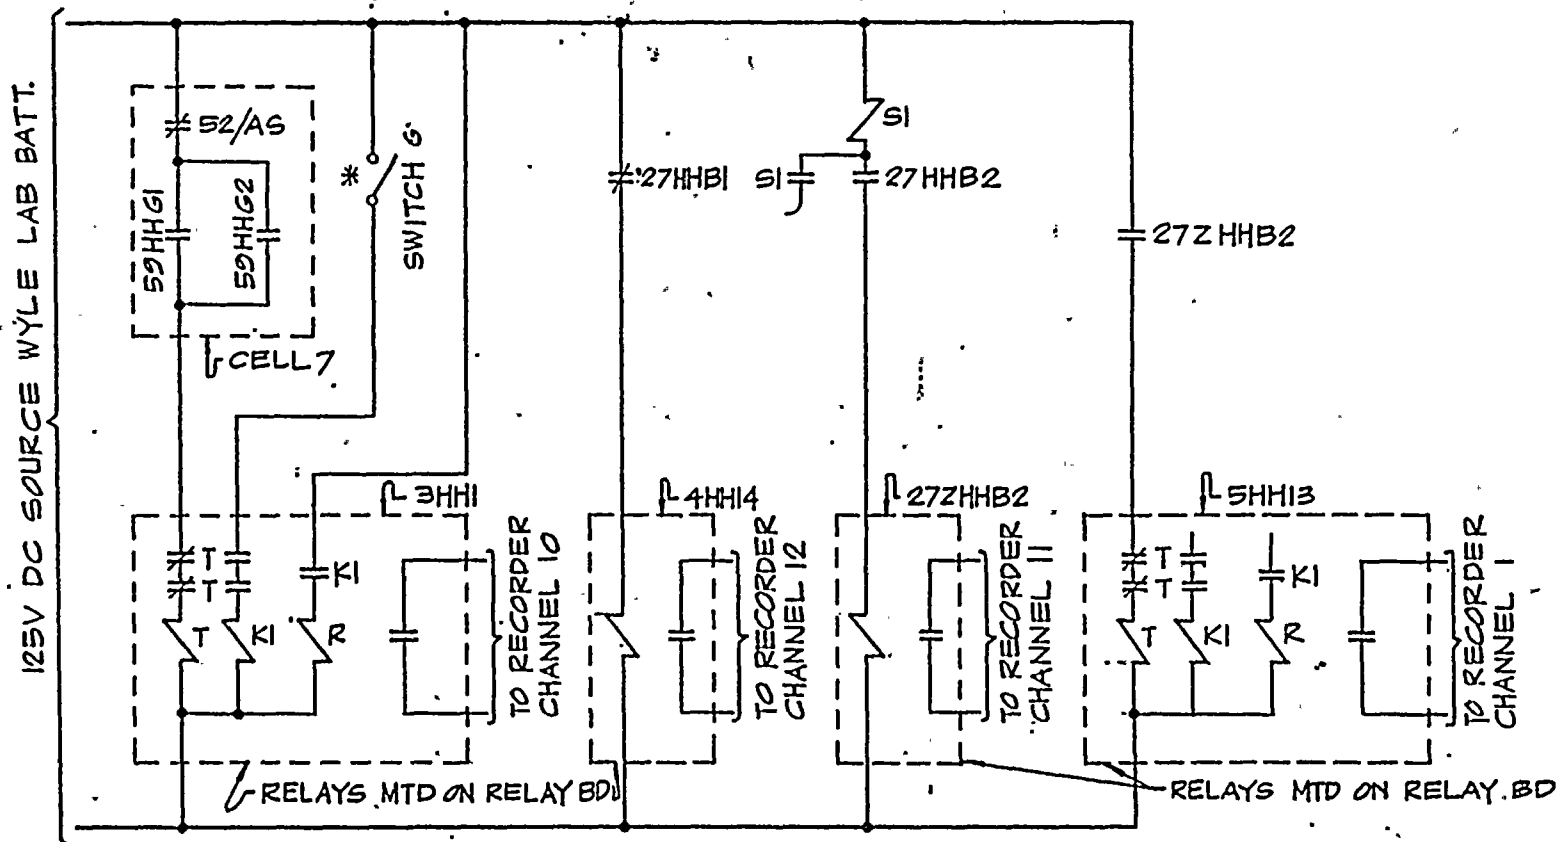 125V DC SOURCE WYLE LAB BATT.
52/AS
59HHG1
59HHG2
CELL 7
*
SWITCH G
27HHB1
S1
S1
27HHB2
27ZHHB2
3HH1
4HH14
27ZHHB2
5HH13
T
T
T
K1
K1
R
TO RECORDER
CHANNEL 10
TO RECORDER
CHANNEL 12
TO RECORDER
CHANNEL 11
T
T
T
K1
K1
R
TO RECORDER
CHANNEL 1
RELAYS MTD ON RELAY BD
RELAYS MTD ON RELAY BD